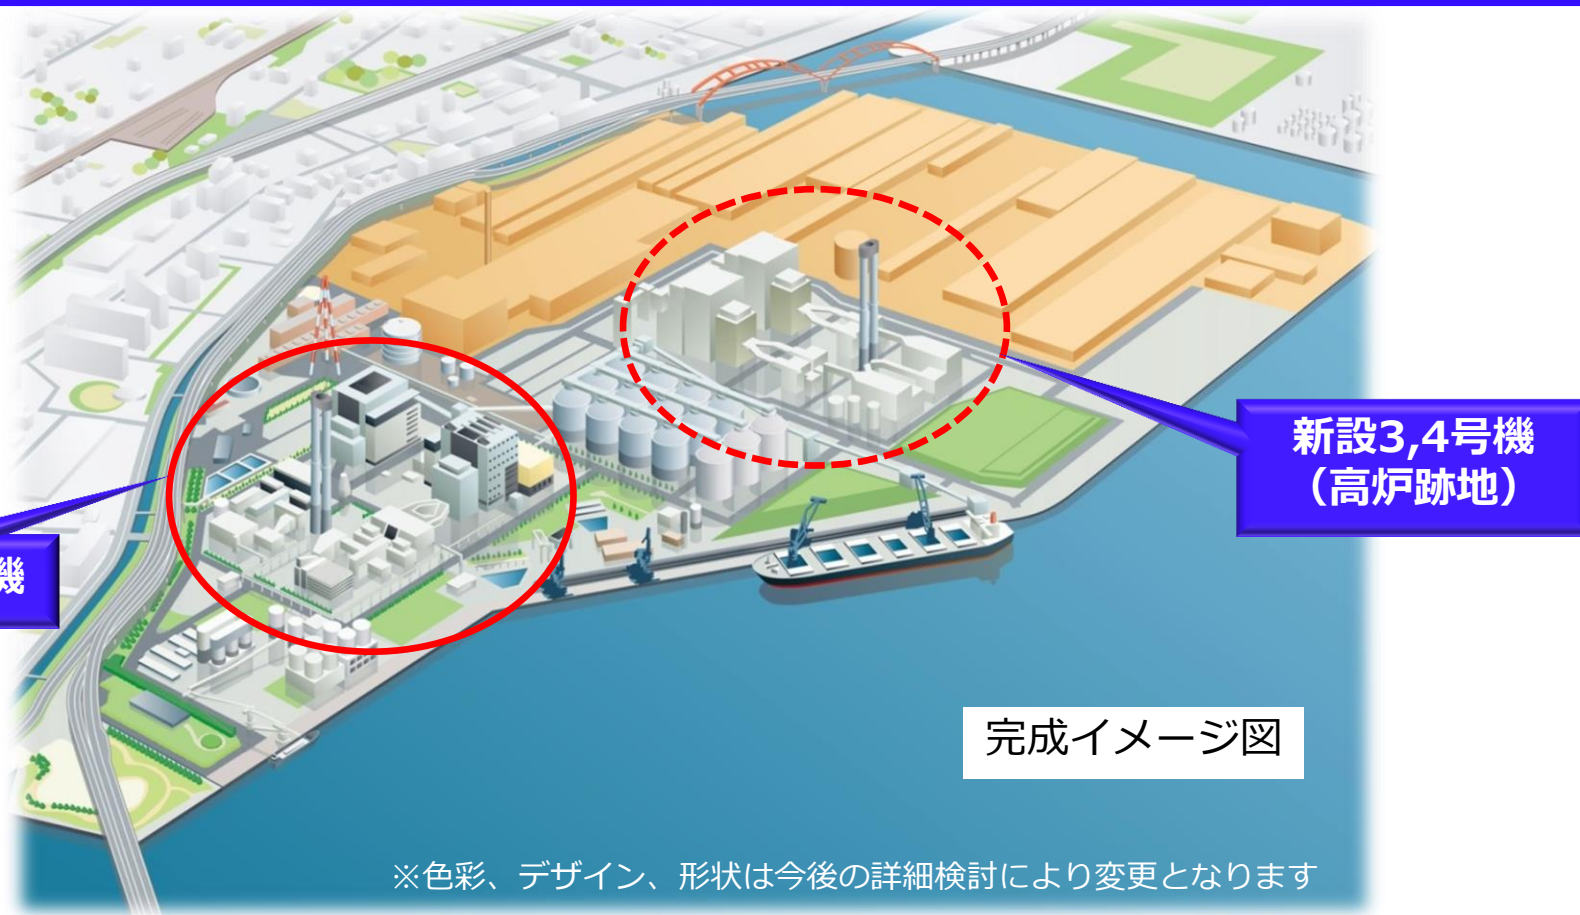 新設3,4号機
（高炉跡地）
機
完成イメージ図
※色彩、デザイン、形状は今後の詳細検討により変更となります